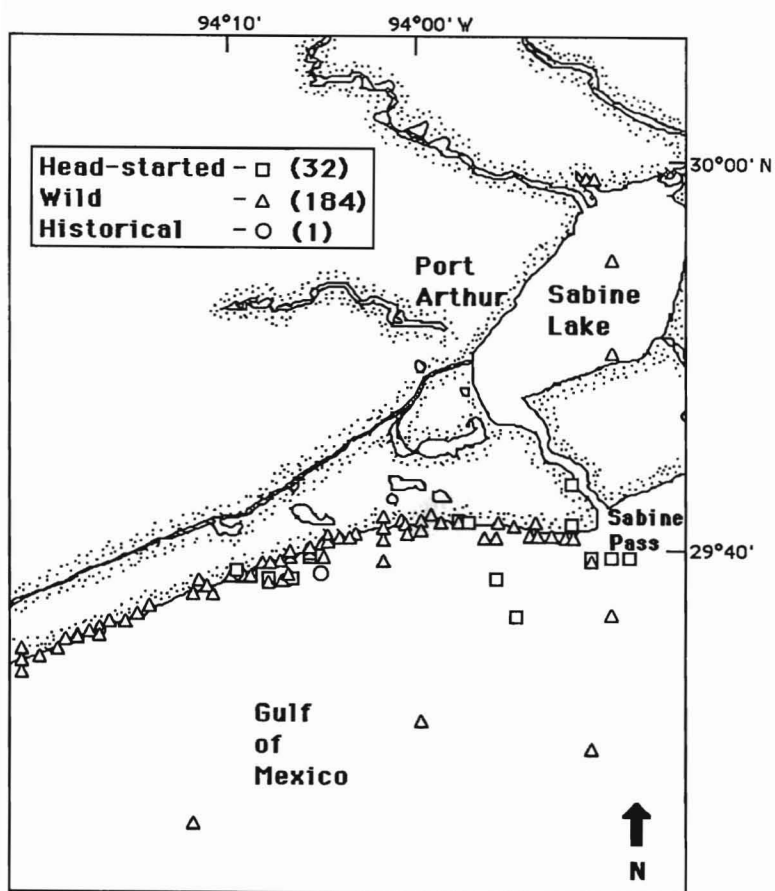 94°10' 94°00' W
30°00' N
Head-started - □ (32)
Wild - △ (184)
Historical - ○ (1)
Port
Arthur
Sabine
Lake
Sabine
Pass
29°40'
Gulf
of
Mexico
N